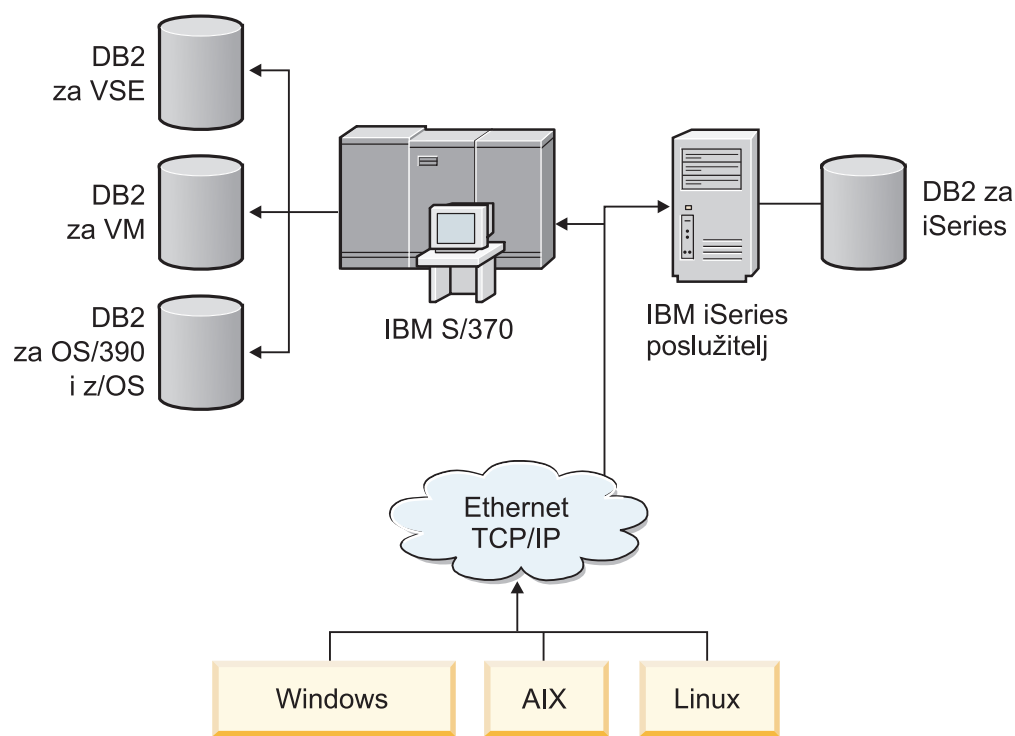 DB2
za VSE
DB2
za VM
DB2
za OS/390
i z/OS
IBM S/370
IBM iSeries
poslužitelj
DB2 za
iSeries
Ethernet
TCP/IP
Windows
AIX
Linux